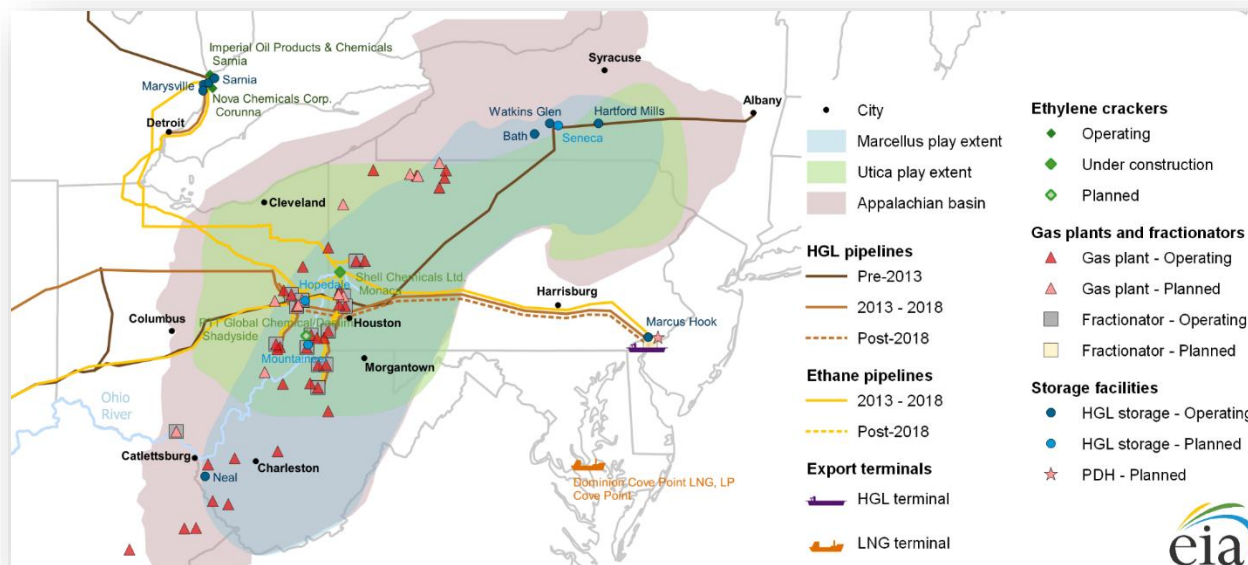 Imperial Oil Products & Chemicals
Sarnia
Marysville
Sarnia
Nova Chemicals Corp.
Corunna
Detroit
Syracuse
Watkins Glen
Hartford Mills
Albany
Bath
Seneca
Cleveland
Shell Chemicals Ltd.
Monaca
Hopedale
Harrisburg
Columbus
PTT Global Chemical/
Shadyside
Houston
Marcus Hook
Mountaineer
Morgantown
Ohio
River
Catlettsburg
Charleston
Neal
Dominion Cove Point LNG, LP
Cove Point
City
Marcellus play extent
Utica play extent
Appalachian basin
HGL pipelines
Pre-2013
2013 - 2018
Post-2018
Ethane pipelines
2013 - 2018
Post-2018
Export terminals
HGL terminal
LNG terminal
Ethylene crackers
Operating
Under construction
Planned
Gas plants and fractionators
Gas plant - Operating
Gas plant - Planned
Fractionator - Operating
Fractionator - Planned
Storage facilities
HGL storage - Operating
HGL storage - Planned
PDH - Planned
eia